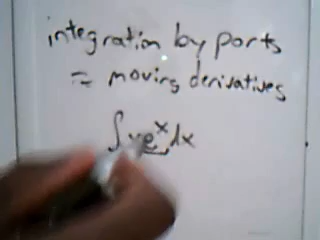 integration by parts
= moving derivatives
∫ xe^x dx